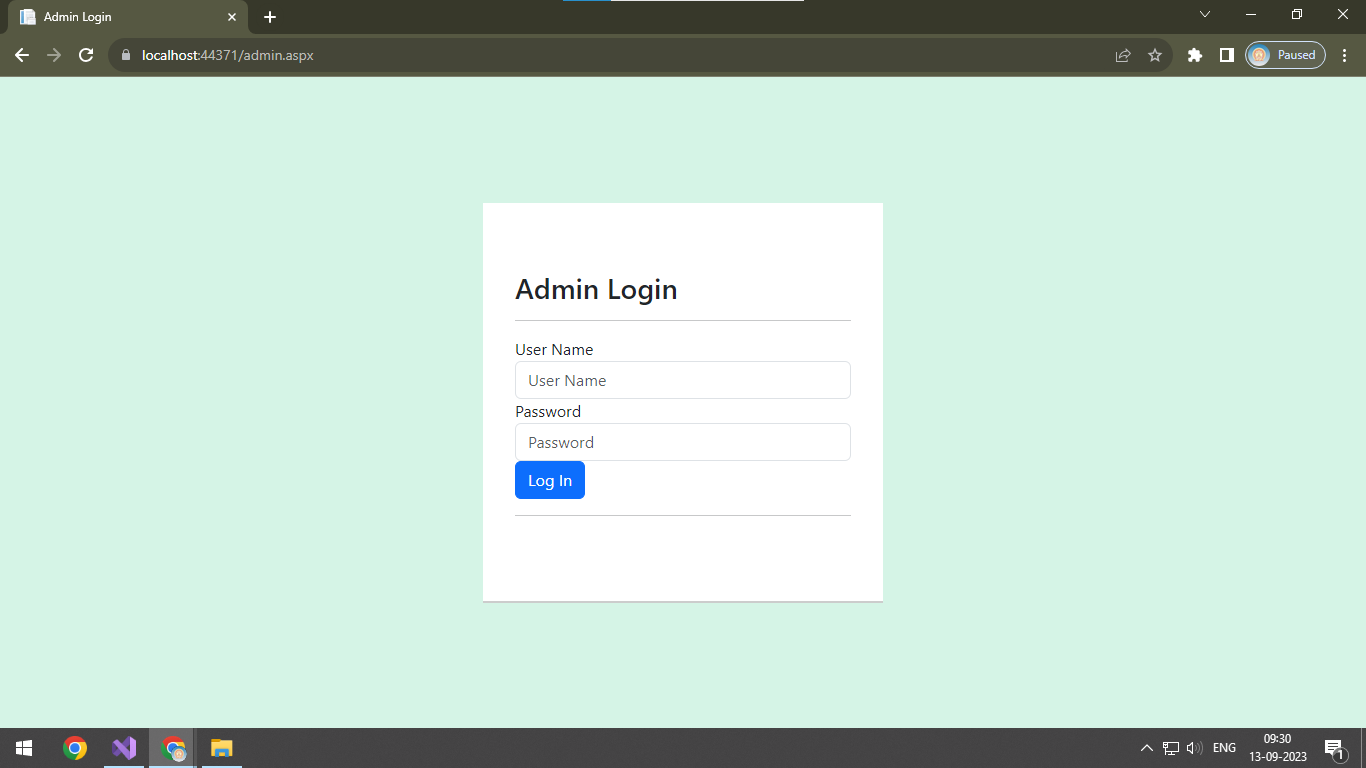 Admin Login
localhost:44371/admin.aspx
Paused
Admin Login
User Name
User Name
Password
Password
Log In
ENG
09:30
13-09-2023
1